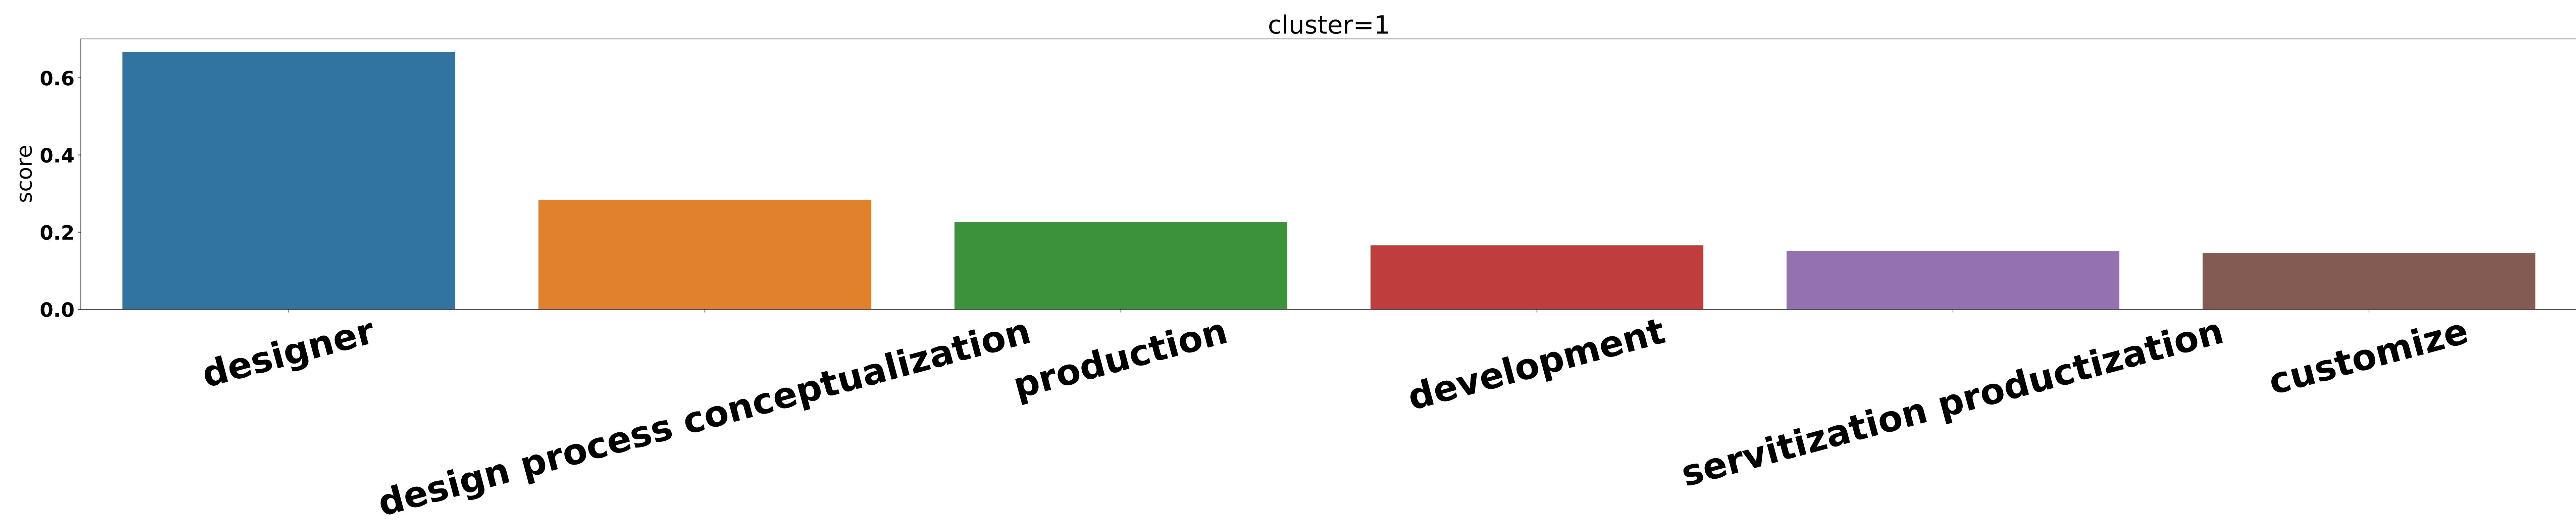 cluster=1
score
0.6
0.4
0.2
0.0
designer
design process conceptualization
production
development
servitization productization
customize